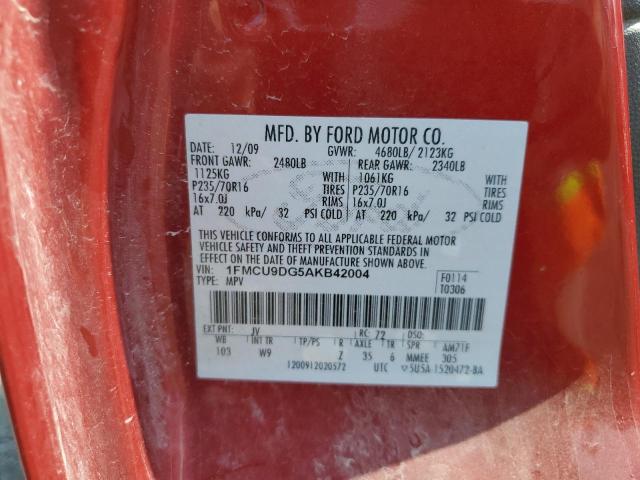 MFD. BY FORD MOTOR CO.
DATE: 12/09 GVWR: 4680LB/ 2123KG
FRONT GAWR: 2480LB REAR GAWR: 2340LB
1125KG WITH 1061KG WITH
P235/70R16 TIRES P235/70R16 TIRES
16x7.0J RIMS 16x7.0J RIMS
AT 220 kPa/ 32 PSI COLD AT 220 kPa/ 32 PSI COLD
THIS VEHICLE CONFORMS TO ALL APPLICABLE FEDERAL MOTOR
VEHICLE SAFETY AND THEFT PREVENTION STANDARDS IN
EFFECT ON THE DATE OF MANUFACTURE SHOWN ABOVE.
VIN: 1FMCU9DG5AKB42004 F0114
TYPE: MPV T0306
EXT PNT: JV RC: 72 DSO:
WB INT TR TP/PS R AXLE TR SPR AM7TF
103 W9 Z 35 6 MMEE 305
1200912020572 UTC ▽5U5A-1520472-BA